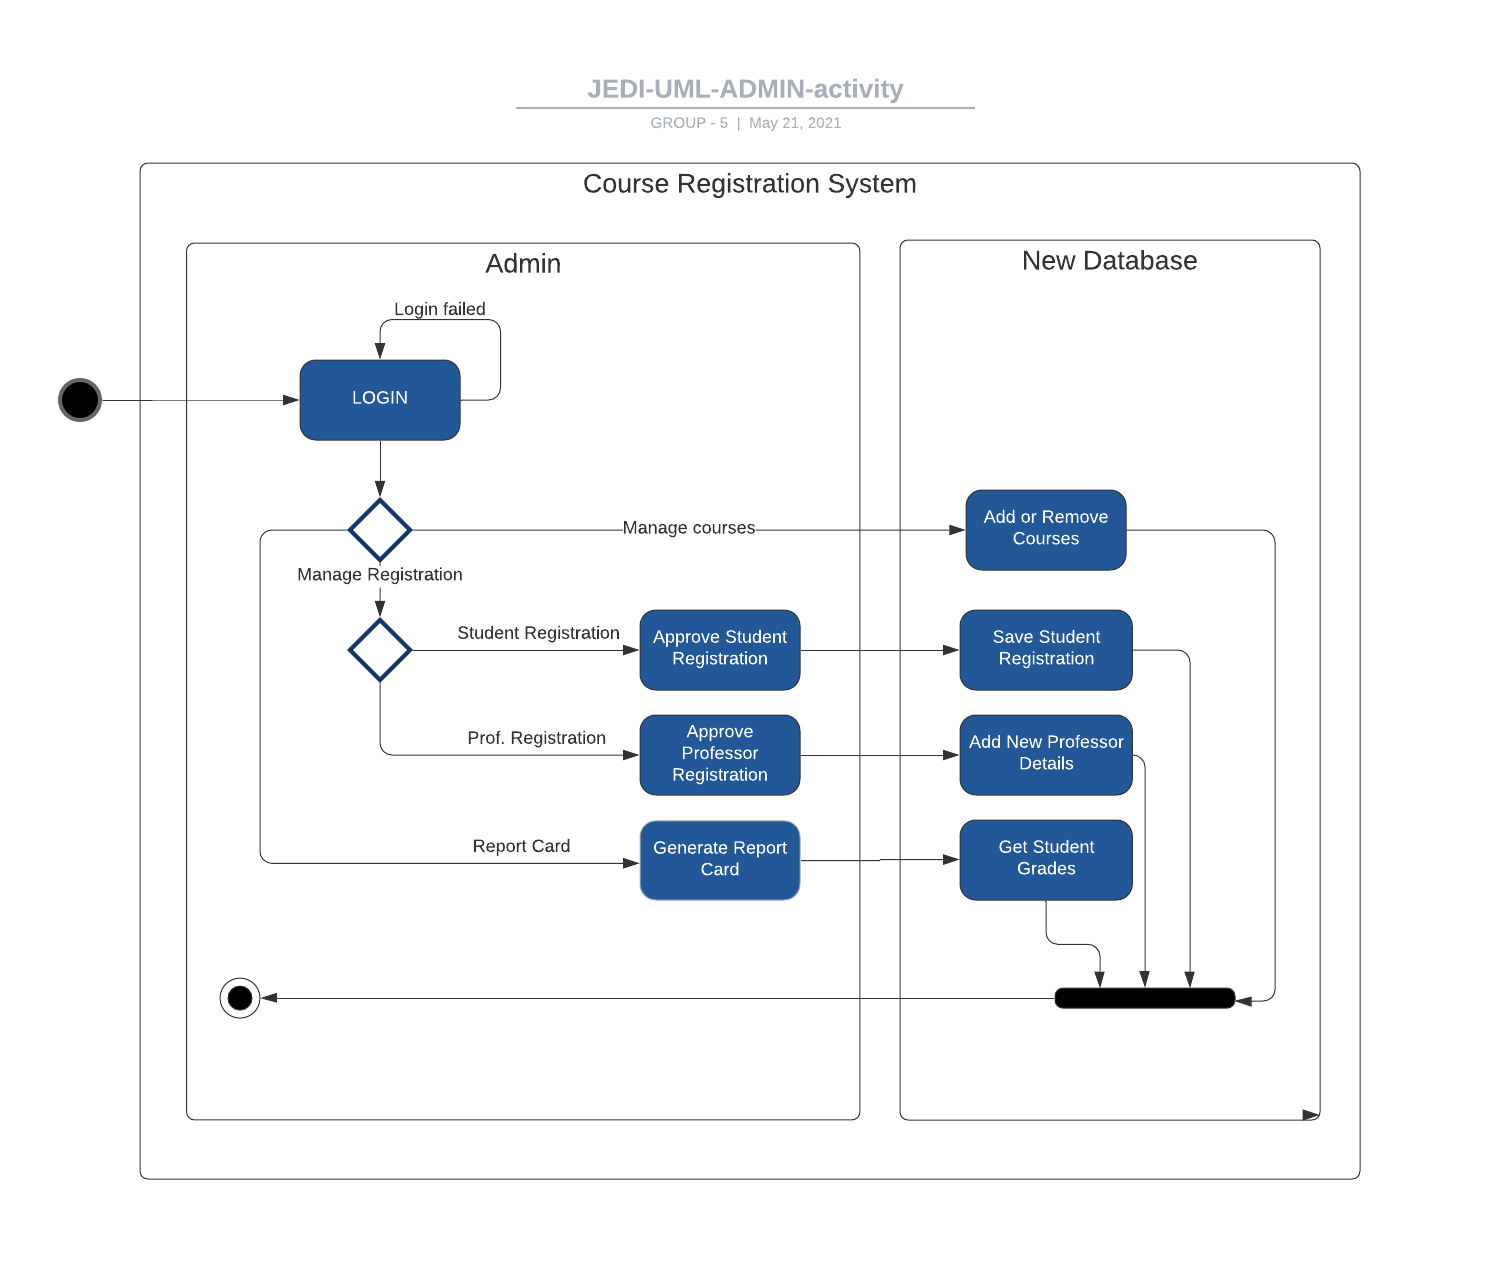 JEDI-UML-ADMIN-activity
GROUP - 5 | May 21, 2021
Course Registration System
Admin
New Database
Login failed
LOGIN
Manage courses
Add or Remove
Courses
Manage Registration
Student Registration
Approve Student
Registration
Save Student
Registration
Prof. Registration
Approve
Professor
Registration
Add New Professor
Details
Report Card
Generate Report
Card
Get Student
Grades